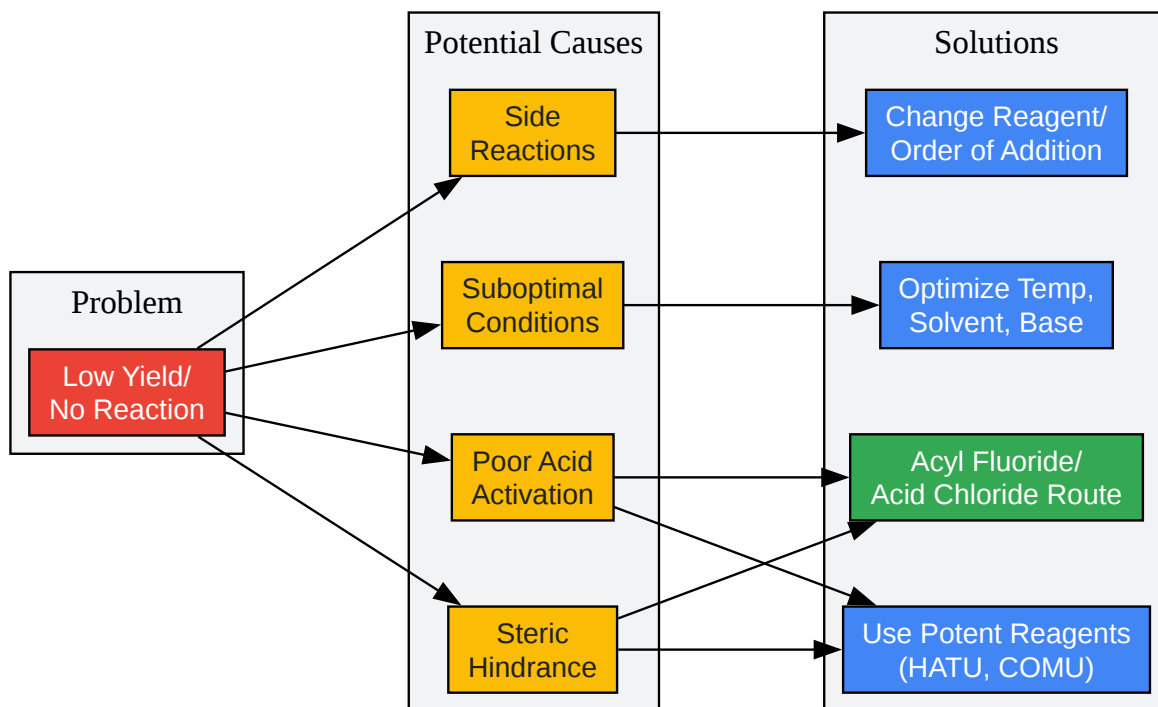 Problem
Low Yield/
No Reaction
Potential Causes
Side
Reactions
Suboptimal
Conditions
Poor Acid
Activation
Steric
Hindrance
Solutions
Change Reagent/
Order of Addition
Optimize Temp,
Solvent, Base
Acyl Fluoride/
Acid Chloride Route
Use Potent Reagents
(HATU, COMU)